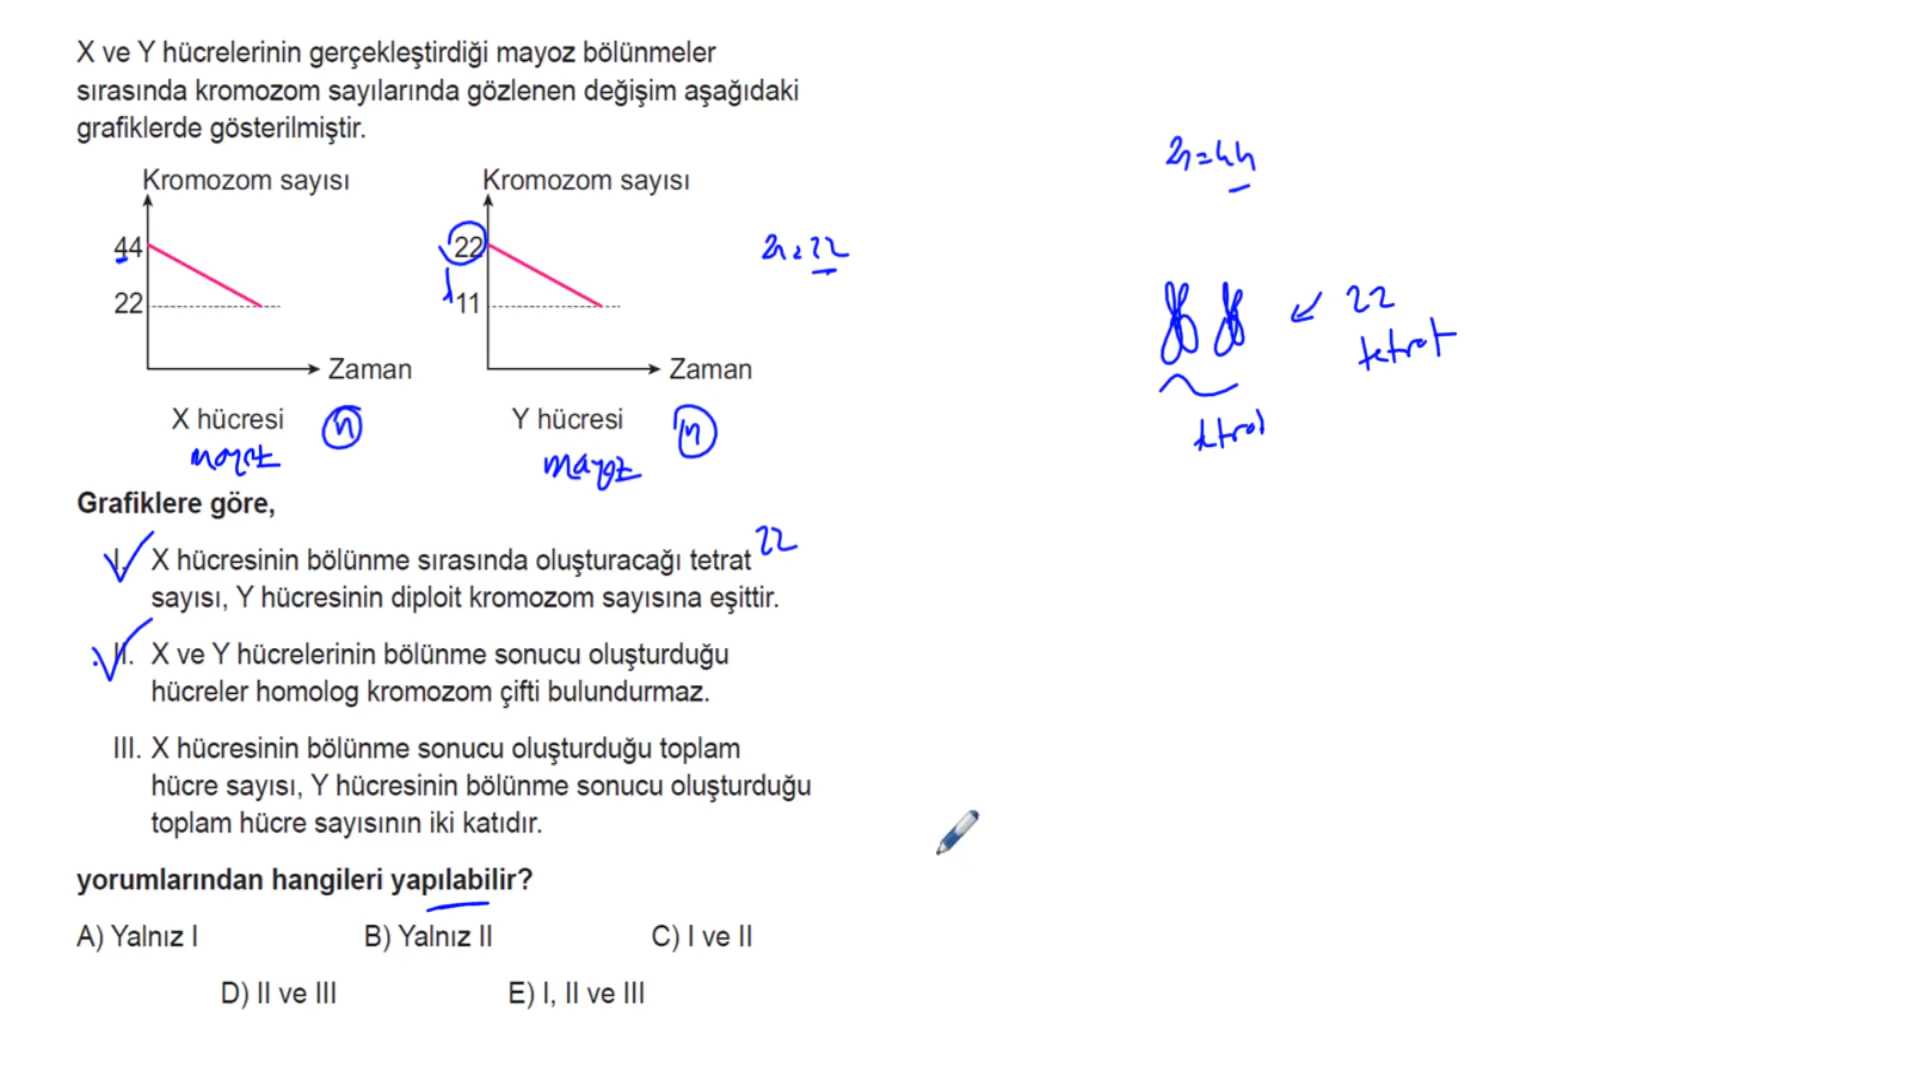 X ve Y hücrelerinin gerçekleştirdiği mayoz bölünmeler
sırasında kromozom sayılarında gözlenen değişim aşağıdaki
grafiklerde gösterilmiştir.
2n=44
Kromozom sayısı
44
22
Zaman
X hücresi
n
mayoz
Kromozom sayısı
22
11
Zaman
Y hücresi
n
mayoz
2n=22
22
tetrat
tetrat
Grafiklere göre,
I. X hücresinin bölünme sırasında oluşturacağı tetrat 22
sayısı, Y hücresinin diploit kromozom sayısına eşittir.
II. X ve Y hücrelerinin bölünme sonucu oluşturduğu
hücreler homolog kromozom çifti bulundurmaz.
III. X hücresinin bölünme sonucu oluşturduğu toplam
hücre sayısı, Y hücresinin bölünme sonucu oluşturduğu
toplam hücre sayısının iki katıdır.
yorumlarından hangileri yapılabilir?
A) Yalnız I B) Yalnız II C) I ve II
D) II ve III E) I, II ve III